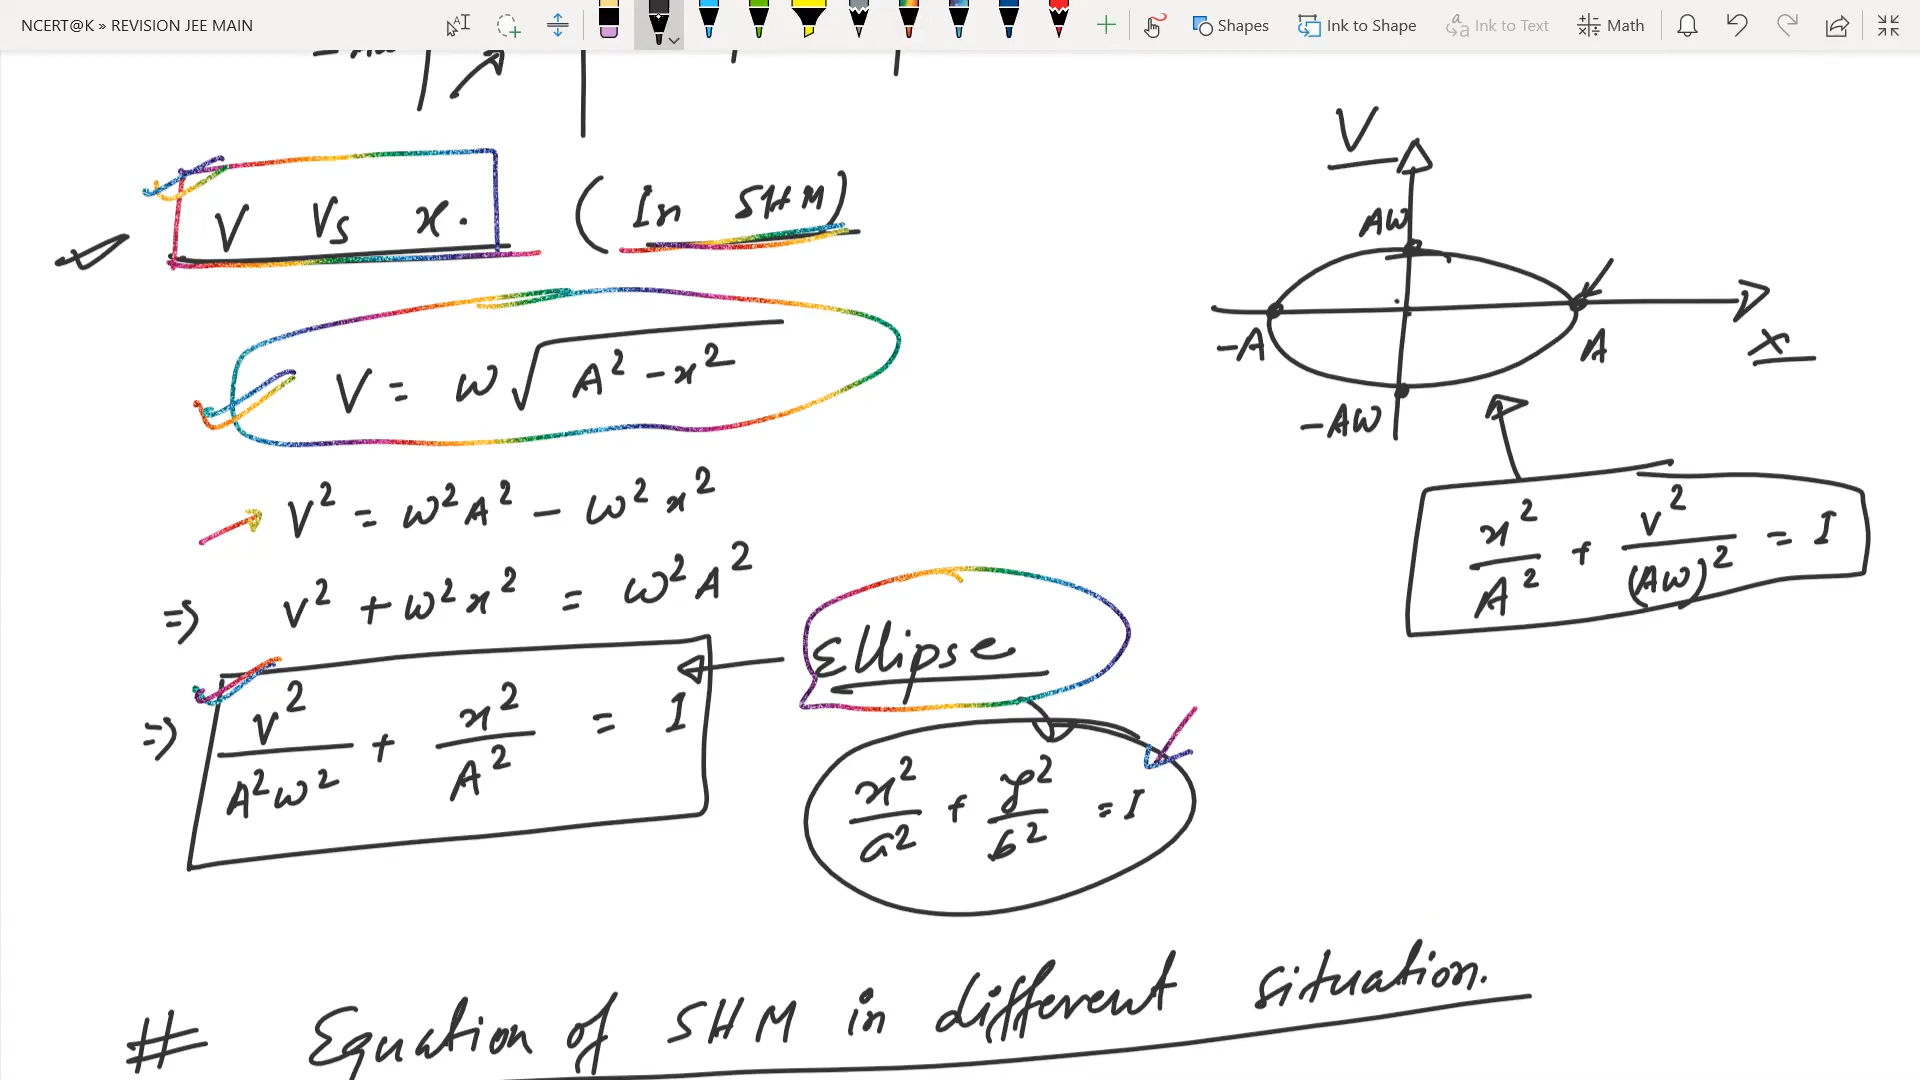 NCERT@K » REVISION JEE MAIN
Shapes
Ink to Shape
Ink to Text
Math
V Vs x. (In SHM)
V = ω√(A² - x²)
V² = ω²A² - ω²x²
⇒ V² + ω²x² = ω²A²
⇒ V²/A²ω² + x²/A² = 1
Ellipse
x²/a² + y²/b² = 1
V
Aω
-A
A
x
-Aω
x²/A² + V²/(Aω)² = 1
# Equation of SHM in different situation.